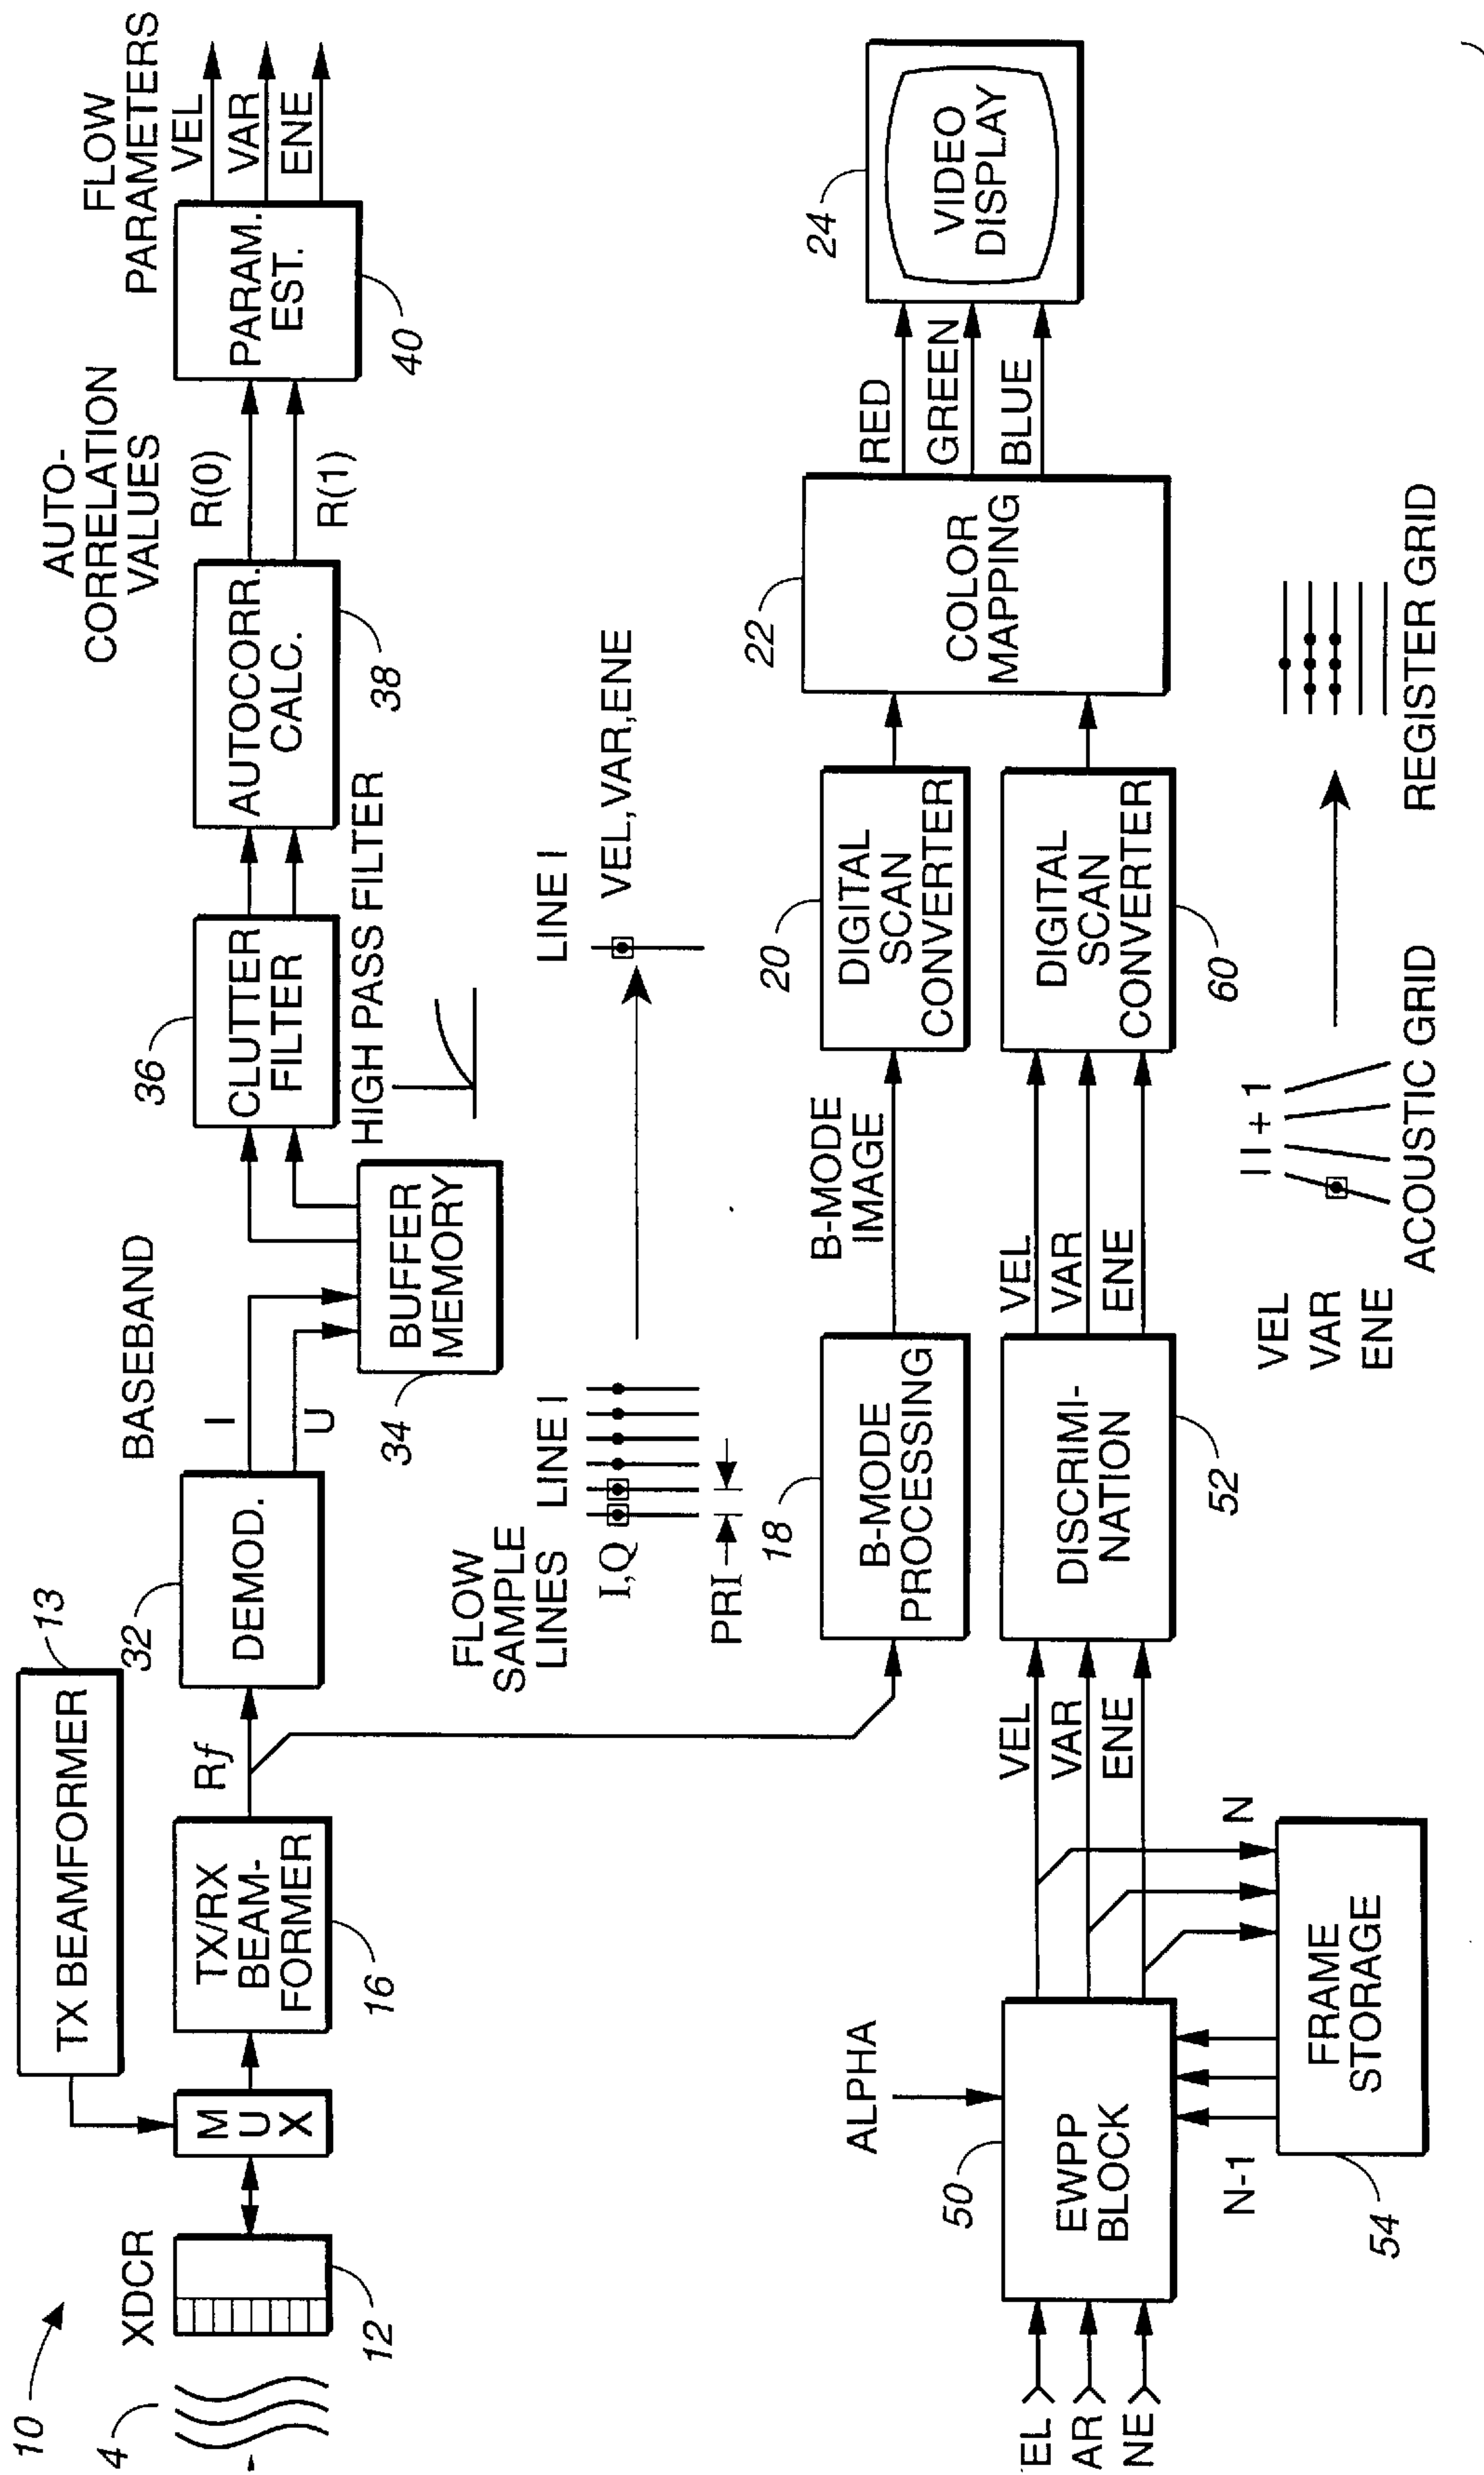 10
4
XDCR
12
M
U
X
TX BEAMFORMER
13
TX/RX
BEAM-
FORMER
16
Rf
32
DEMOD.
BASEBAND
I
U
34
BUFFER
MEMORY
36
CLUTTER
FILTER
HIGH PASS FILTER
AUTOCORR.
CALC.
38
AUTO-
CORRELATION
VALUES
R(0)
R(1)
PARAM.
EST.
40
FLOW
PARAMETERS
VEL
VAR
ENE
FLOW
SAMPLE
LINES
LINE I
I,Q
PRI
LINE I
VEL,VAR,ENE
18
B-MODE
PROCESSING
B-MODE
IMAGE
20
DIGITAL
SCAN
CONVERTER
22
COLOR
MAPPING
RED
GREEN
BLUE
24
VIDEO
DISPLAY
EL
AR
NE
50
EWPP
BLOCK
ALPHA
N-1
N
FRAME
STORAGE
54
VEL
VAR
ENE
DISCRIMI-
NATION
52
VEL
VAR
ENE
DIGITAL
SCAN
CONVERTER
60
VEL
VAR
ENE
I I + 1
ACOUSTIC GRID
REGISTER GRID